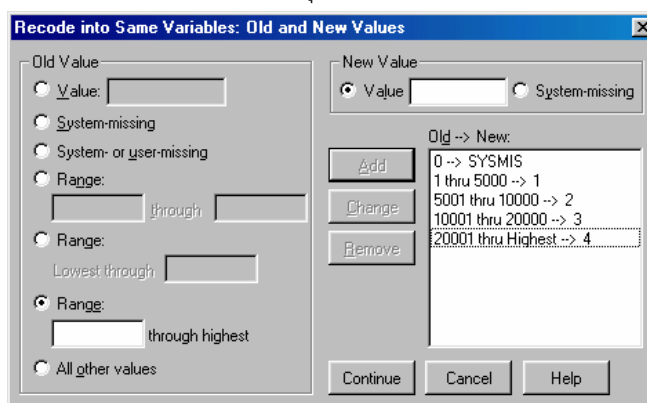 Recode into Same Variables: Old and New Values
Old Value
Value:
System-missing
System- or user-missing
Range:
through
Range:
Lowest through
Range:
through highest
All other values
New Value
Value
System-missing
Old --> New:
Add
Change
Remove
0 --> SYSMIS
1 thru 5000 --> 1
5001 thru 10000 --> 2
10001 thru 20000 --> 3
20001 thru Highest --> 4
Continue
Cancel
Help